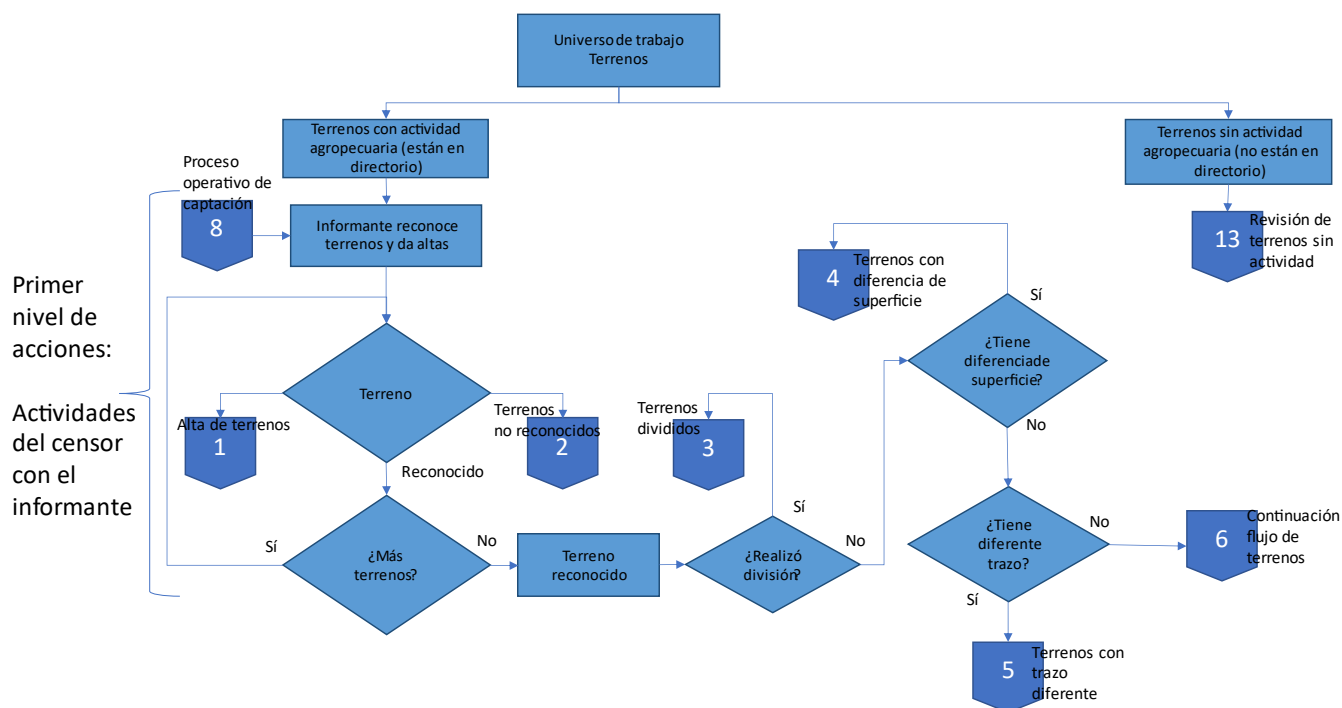 Universo de trabajo
Terrenos
Terrenos con actividad
agropecuaria (están en
directorio)
Terrenos sin actividad
agropecuaria (no están en
directorio)
Proceso
operativo de
captación
8
Informante reconoce
terrenos y da altas
13
Revisión de
terrenos sin
actividad
4
Terrenos con
diferencia de
superficie
Primer
nivel de
acciones:
Actividades
del censor
con el
informante
Terreno
Alta de terrenos
1
Terrenos
no reconocidos
2
Terrenos
divididos
3
Reconocido
Sí
¿Tiene
diferenciade
superficie?
No
Sí
¿Más
terrenos?
No
Terreno
reconocido
¿Realizó
división?
Sí
No
¿Tiene
diferente
trazo?
No
6
Continuación
flujo de
terrenos
Sí
5
Terrenos con
trazo
diferente